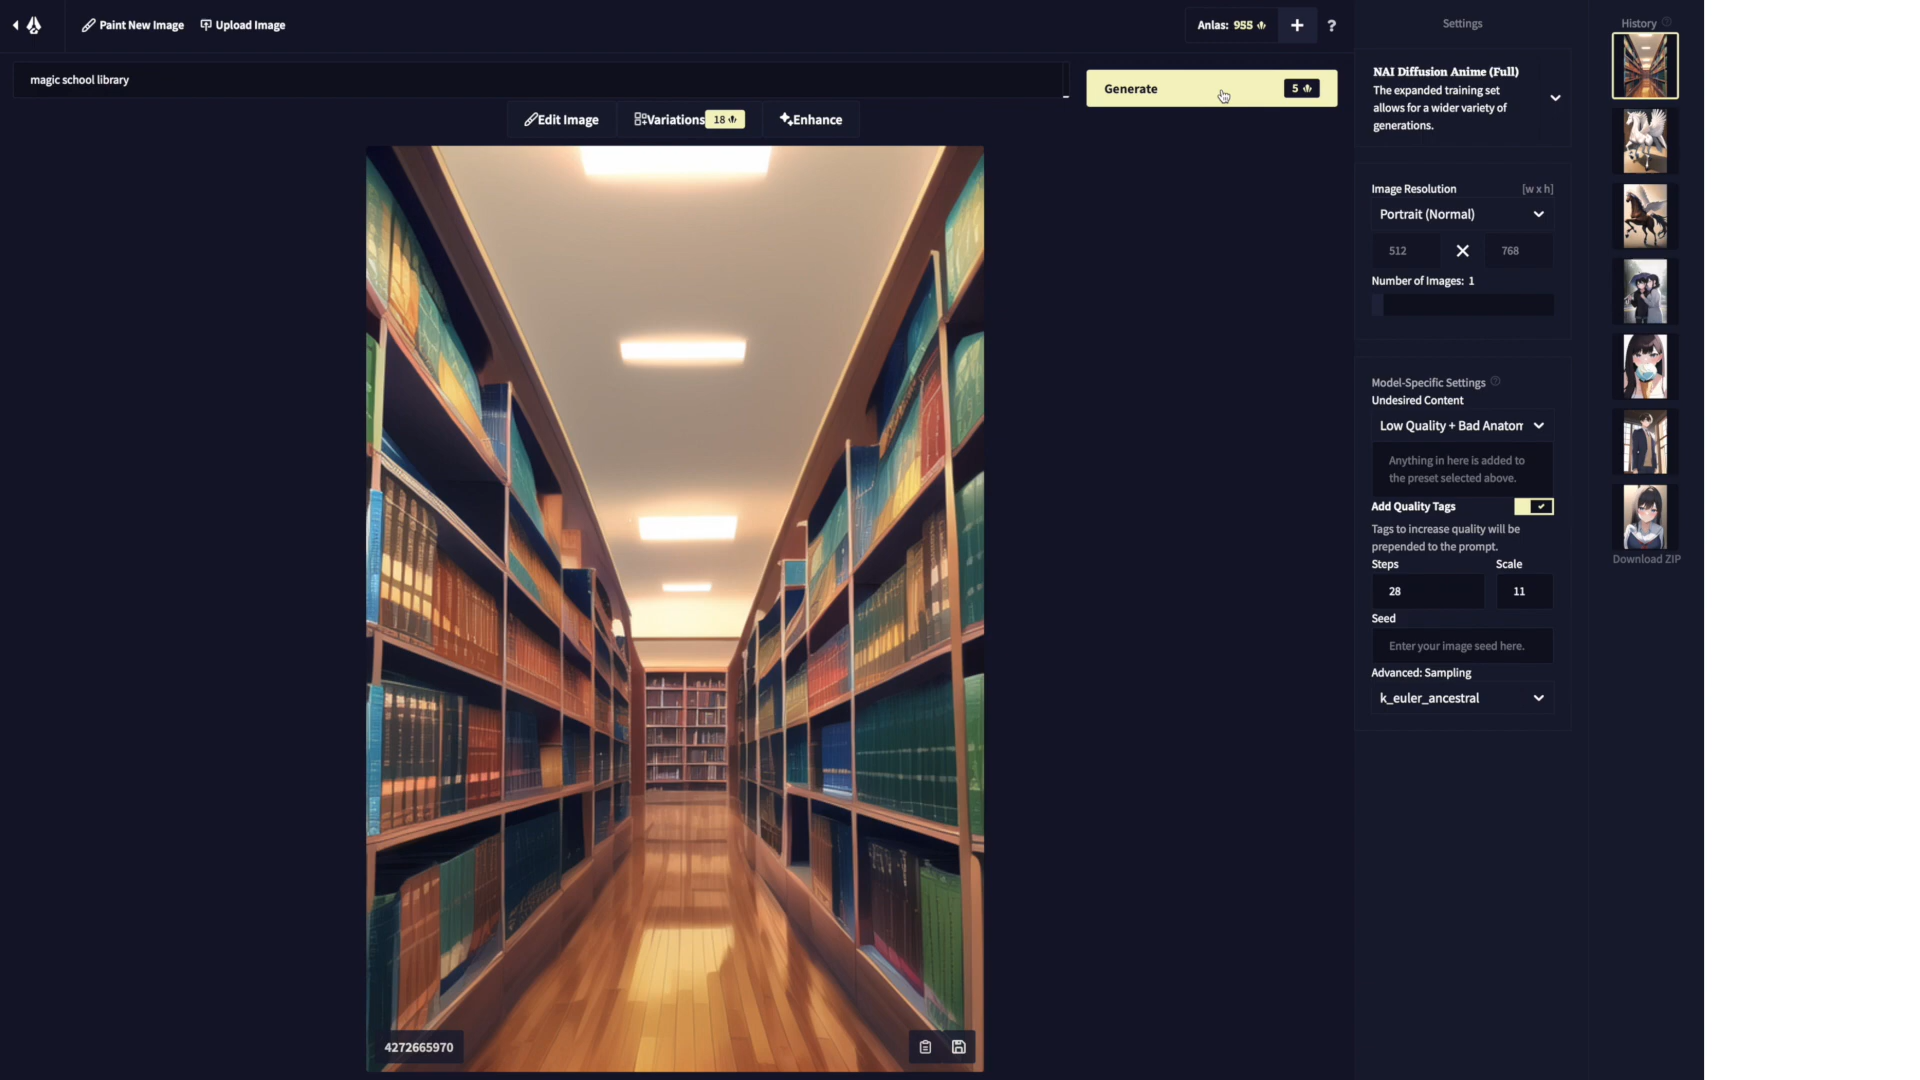 Paint New Image
Upload Image
Anlas: 955
?
Settings
History
magic school library
Generate
5
Edit Image
Variations
18
Enhance
NAI Diffusion Anime (Full)
The expanded training set
allows for a wider variety of
generations.
Image Resolution
[w x h]
Portrait (Normal)
512
768
Number of Images: 1
Model-Specific Settings
Undesired Content
Low Quality + Bad Anatom
Anything in here is added to
the preset selected above.
Add Quality Tags
Tags to increase quality will be
prepended to the prompt.
Steps
Scale
28
11
Seed
Enter your image seed here.
Advanced: Sampling
k_euler_ancestral
Download ZIP
4272665970